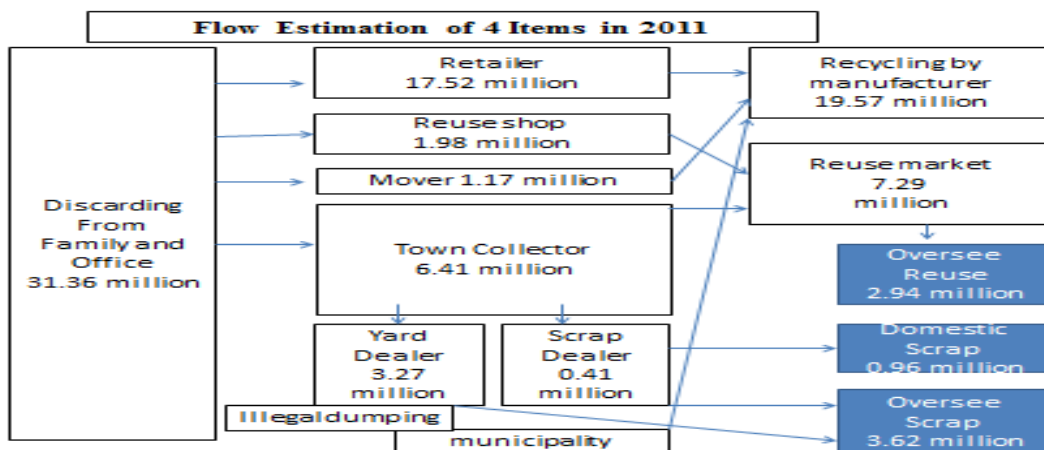 Flow Estimation of 4 Items in 2011
Discarding
From
Family and
Office
31.36 million
Retailer
17.52 million
Reuse shop
1.98 million
Mover 1.17 million
Town Collector
6.41 million
Yard
Dealer
3.27
million
Scrap
Dealer
0.41
million
Illegal dumping
municipality
Recycling by
manufacturer
19.57 million
Reuse market
7.29
million
Oversee
Reuse
2.94 million
Domestic
Scrap
0.96 million
Oversee
Scrap
3.62 million